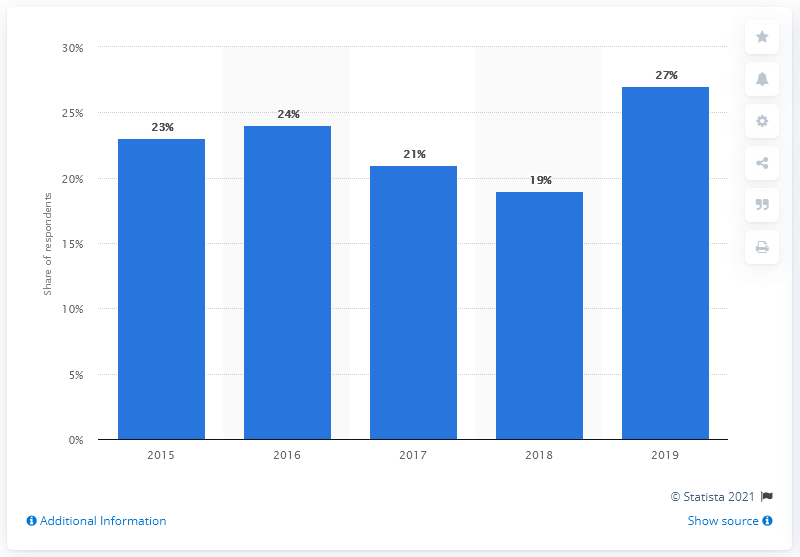 30%
25%
20%
15%
10%
5%
0%
Share of respondents
23%
24%
21%
19%
27%
2015 2016 2017 2018 2019
© Statista 2021
Additional Information
Show source